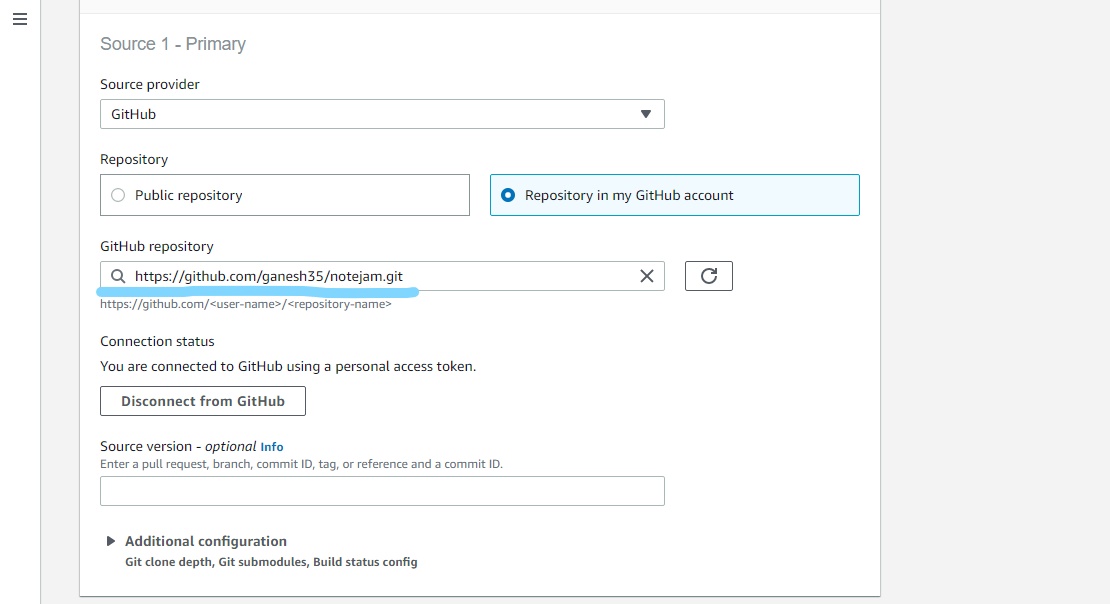 Source 1 - Primary
Source provider
GitHub
Repository
Public repository
Repository in my GitHub account
GitHub repository
https://github.com/ganesh35/notejam.git
https://github.com/<user-name>/<repository-name>
Connection status
You are connected to GitHub using a personal access token.
Disconnect from GitHub
Source version - optional Info
Enter a pull request, branch, commit ID, tag, or reference and a commit ID.
Additional configuration
Git clone depth, Git submodules, Build status config